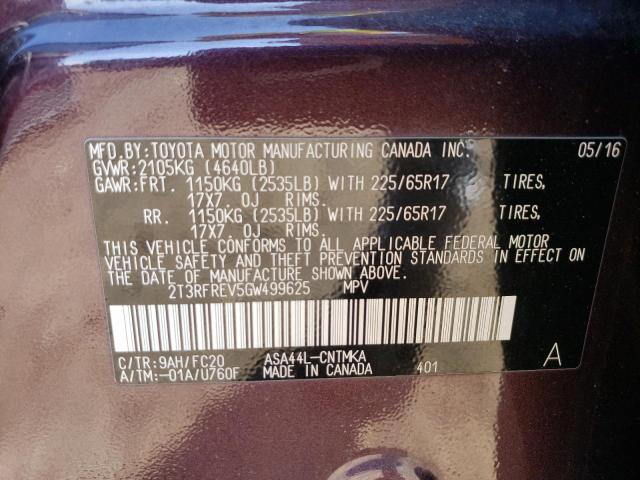 MFD. BY: TOYOTA MOTOR MANUFACTURING CANADA INC. 05/16
GVWR: 2105KG (4640LB)
GAWR: FRT. 1150KG (2535LB) WITH 225/65R17 TIRES,
17X7. 0J RIMS.
RR. 1150KG (2535LB) WITH 225/65R17 TIRES,
17X7. 0J RIMS.
THIS VEHICLE CONFORMS TO ALL APPLICABLE FEDERAL MOTOR
VEHICLE SAFETY AND THEFT PREVENTION STANDARDS IN EFFECT ON
THE DATE OF MANUFACTURE SHOWN ABOVE.
2T3RFREV5GW499625 MPV
C/TR: 9AH/FC20 ASA44L-CNTMKA A
A/TM: -01A/U760F MADE IN CANADA 401